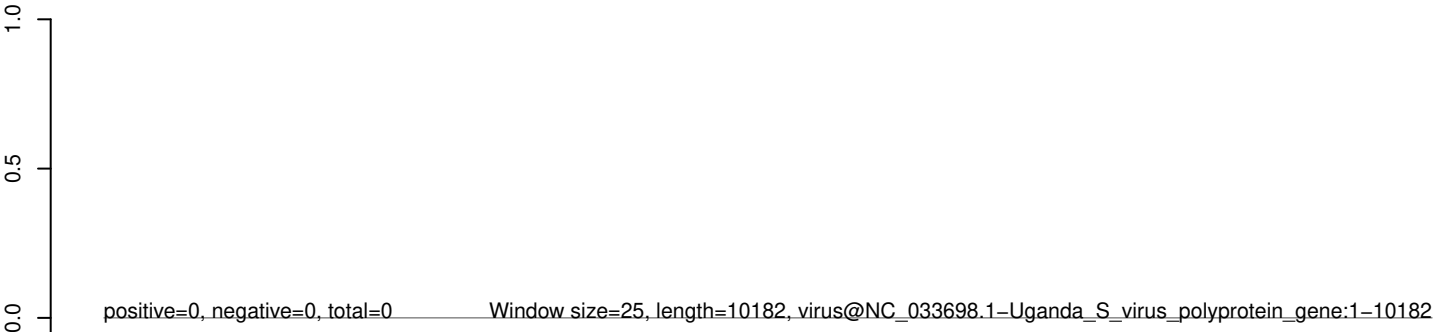 1.0
0.5
0.0
positive=0, negative=0, total=0 Window size=25, length=10182, virus@NC_033698.1−Uganda_S_virus_polyprotein_gene:1−10182